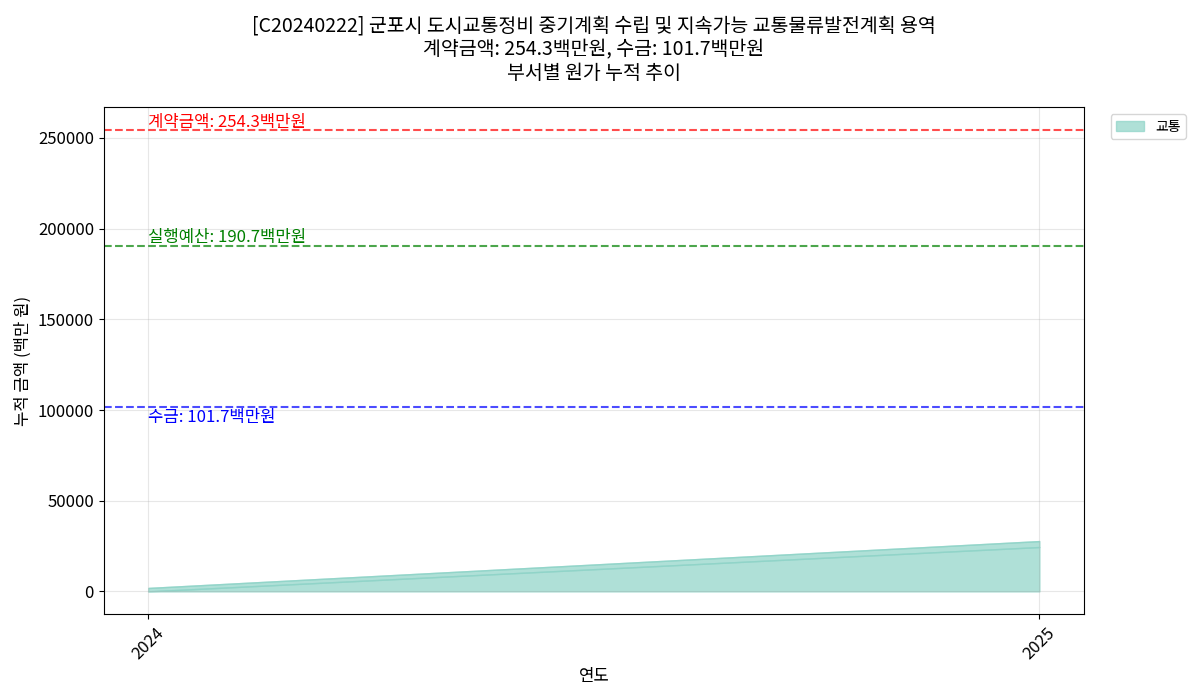 [C20240222] 군포시 도시교통정비 중기계획 수립 및 지속가능 교통물류발전계획 용역
계약금액: 254.3백만원, 수금: 101.7백만원
부서별 원가 누적 추이
계약금액: 254.3백만원
교통
250000
실행예산: 190.7백만원
200000
150000
수금: 101.7백만원
100000
50000
0
누적 금액 (백만 원)
2024
2025
연도